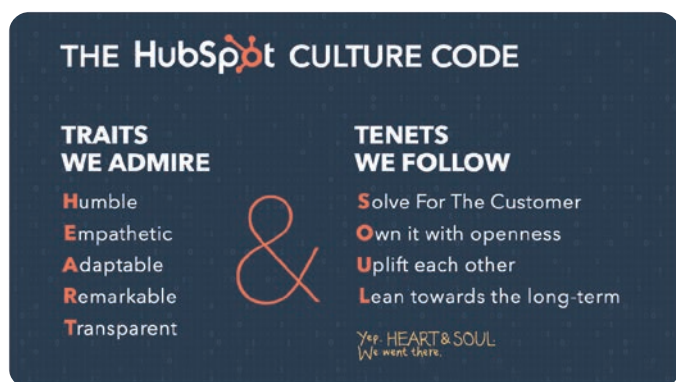 THE HubSpot CULTURE CODE
TRAITS
WE ADMIRE
Humble
Empathetic
Adaptable
Remarkable
Transparent
&
TENETS
WE FOLLOW
Solve For The Customer
Own it with openness
Uplift each other
Lean towards the long-term
Yep. HEART & SOUL.
We went there.